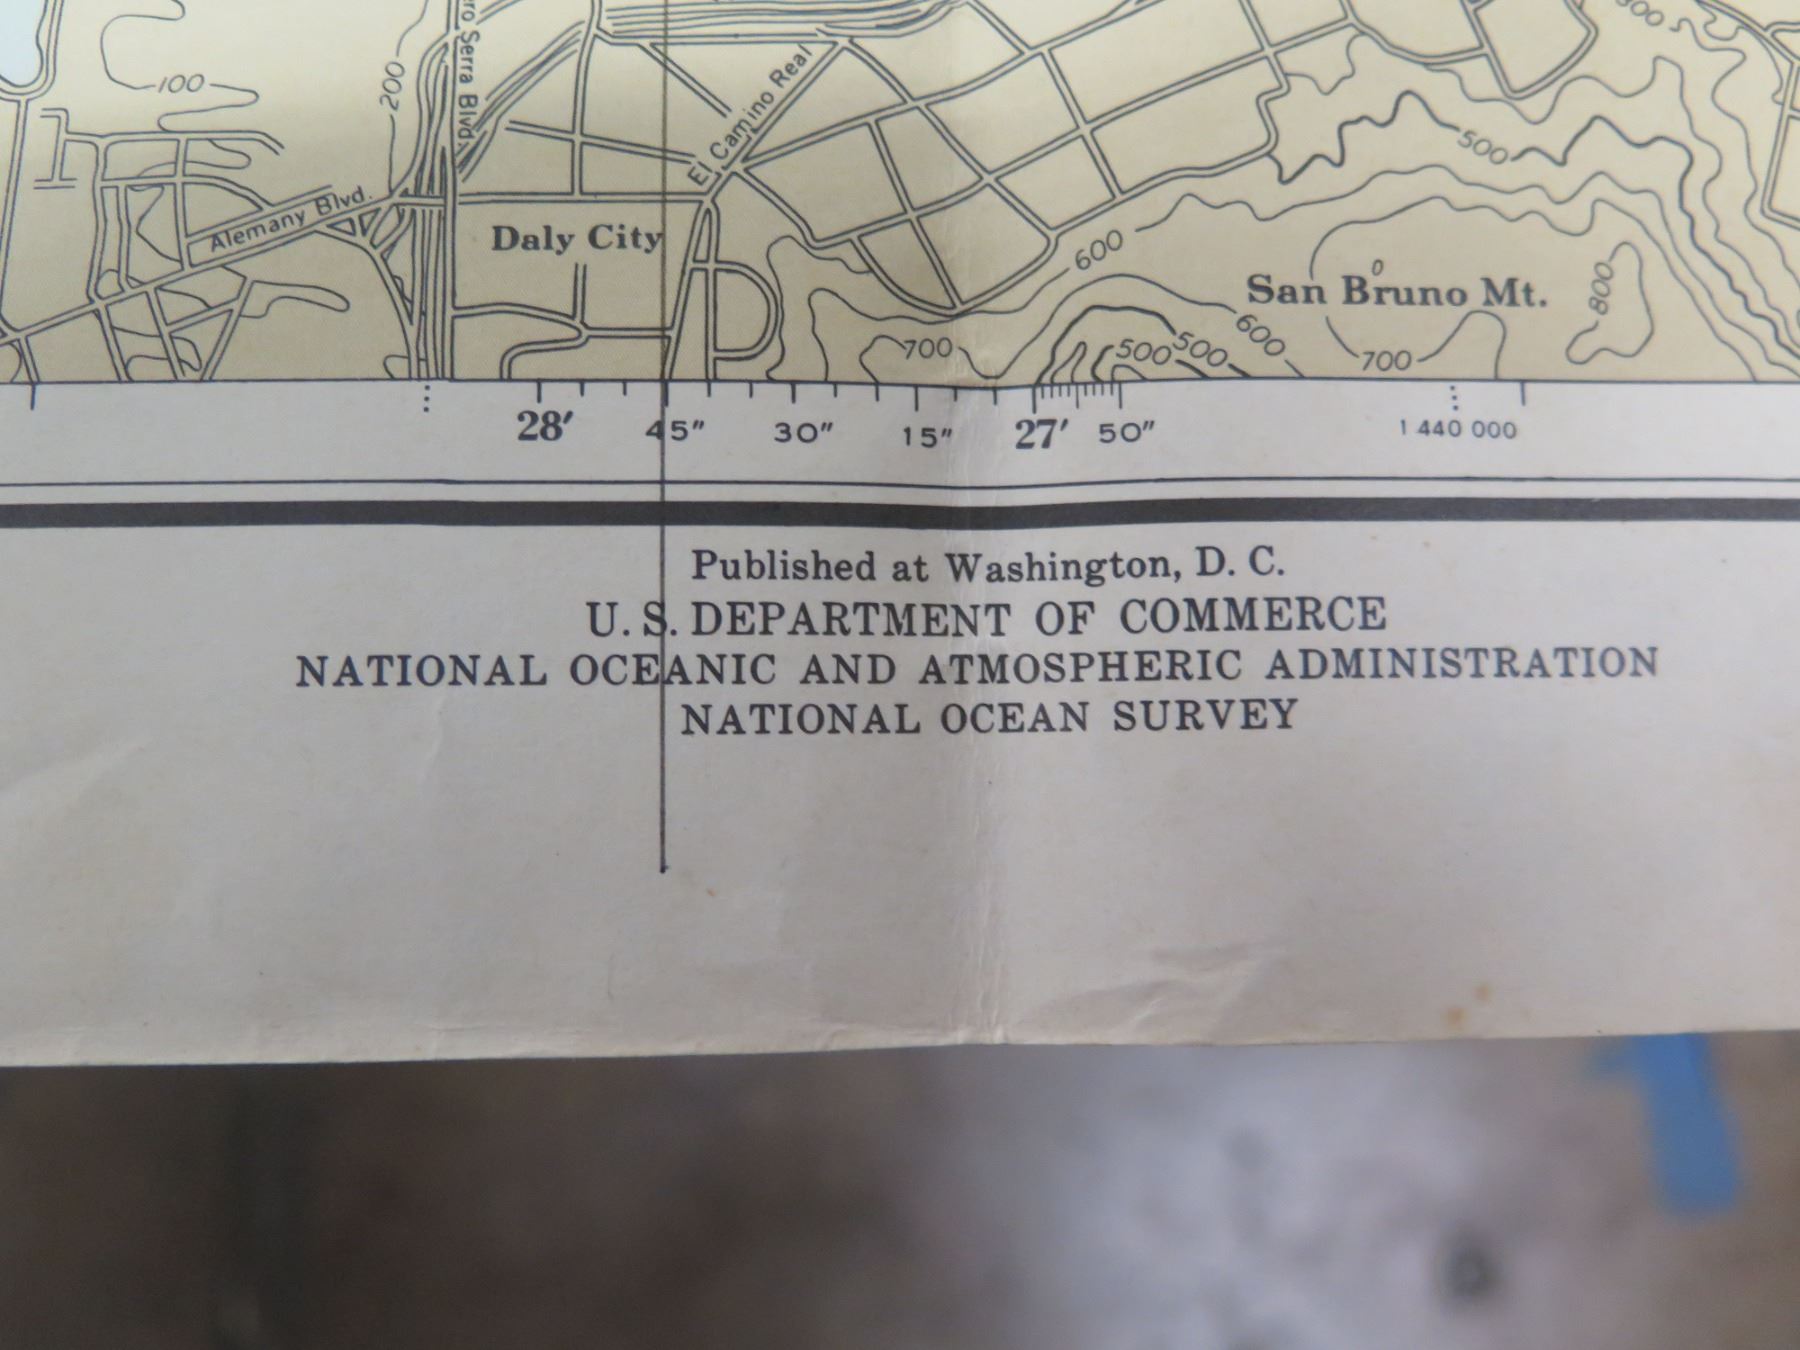 100
200
ro Serra Blvd.
El Camino Real
500
Alemany Blvd.
Daly City
600
San Bruno Mt.
800
700
500
500
600
700
28′ 45″ 30″ 15″ 27′ 50″ 1 440 000
Published at Washington, D. C.
U. S. DEPARTMENT OF COMMERCE
NATIONAL OCEANIC AND ATMOSPHERIC ADMINISTRATION
NATIONAL OCEAN SURVEY